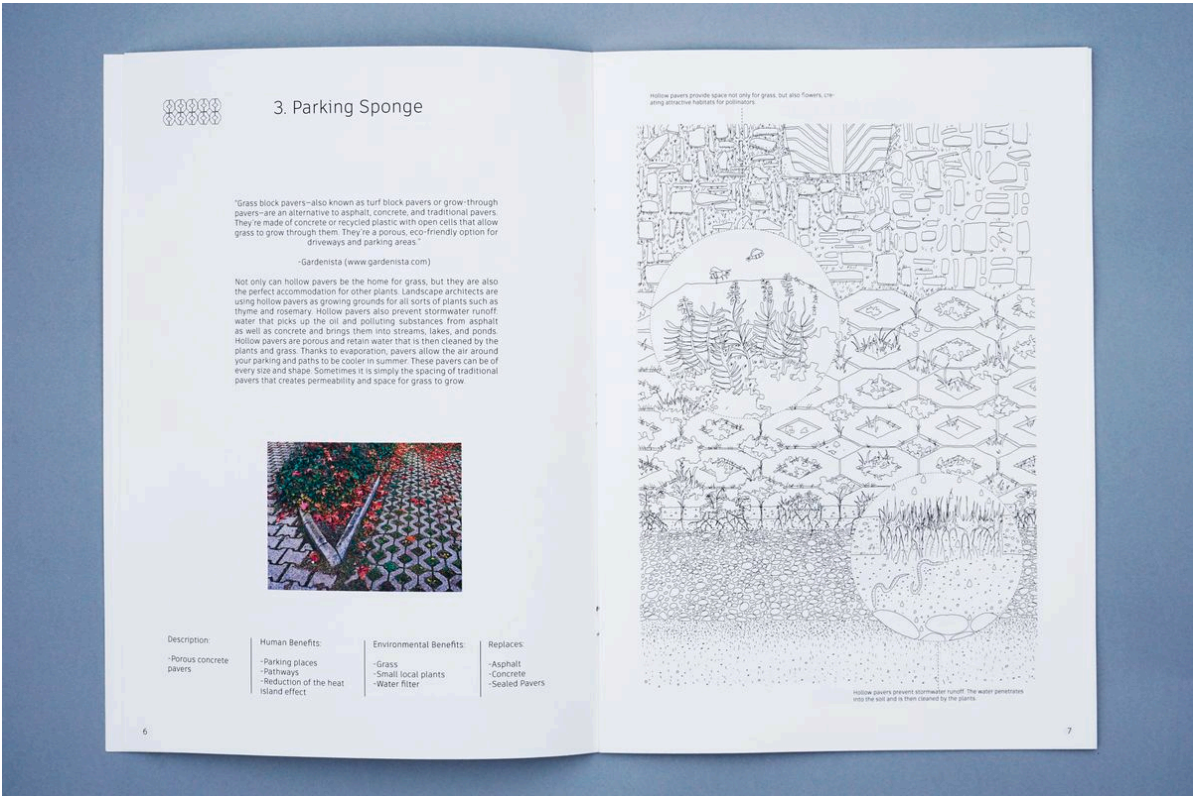 3. Parking Sponge
"Grass block pavers—also known as turf block pavers or grow-through
pavers—are an alternative to asphalt, concrete, and traditional pavers.
They're made of concrete or recycled plastic with open cells that allow
grass to grow through them. They're a porous, eco-friendly option for
driveways and parking areas."
-Gardenista (www.gardenista.com)
Not only can hollow pavers be the home for grass, but they are also
the perfect accommodation for other plants. Landscape architects are
using hollow pavers as growing grounds for all sorts of plants such as
thyme and rosemary. Hollow pavers also prevent stormwater runoff:
water that picks up the oil and polluting substances from asphalt
as well as concrete and brings them into streams, lakes, and ponds.
Hollow pavers are porous and retain water that is then cleaned by the
plants and grass. Thanks to evaporation, pavers allow the air around
your parking and paths to be cooler in summer. These pavers can be of
every size and shape. Sometimes it is simply the spacing of traditional
pavers that creates permeability and space for grass to grow.
Description:
-Porous concrete
pavers
Human Benefits:
-Parking places
-Pathways
-Reduction of the heat
island effect
Environmental Benefits:
-Grass
-Small local plants
-Water filter
Replaces:
-Asphalt
-Concrete
-Sealed Pavers
6
Hollow pavers provide space not only for grass, but also flowers, cre-
ating attractive habitats for pollinators.
Hollow pavers prevent stormwater runoff. The water penetrates
into the soil and is then cleaned by the plants.
7